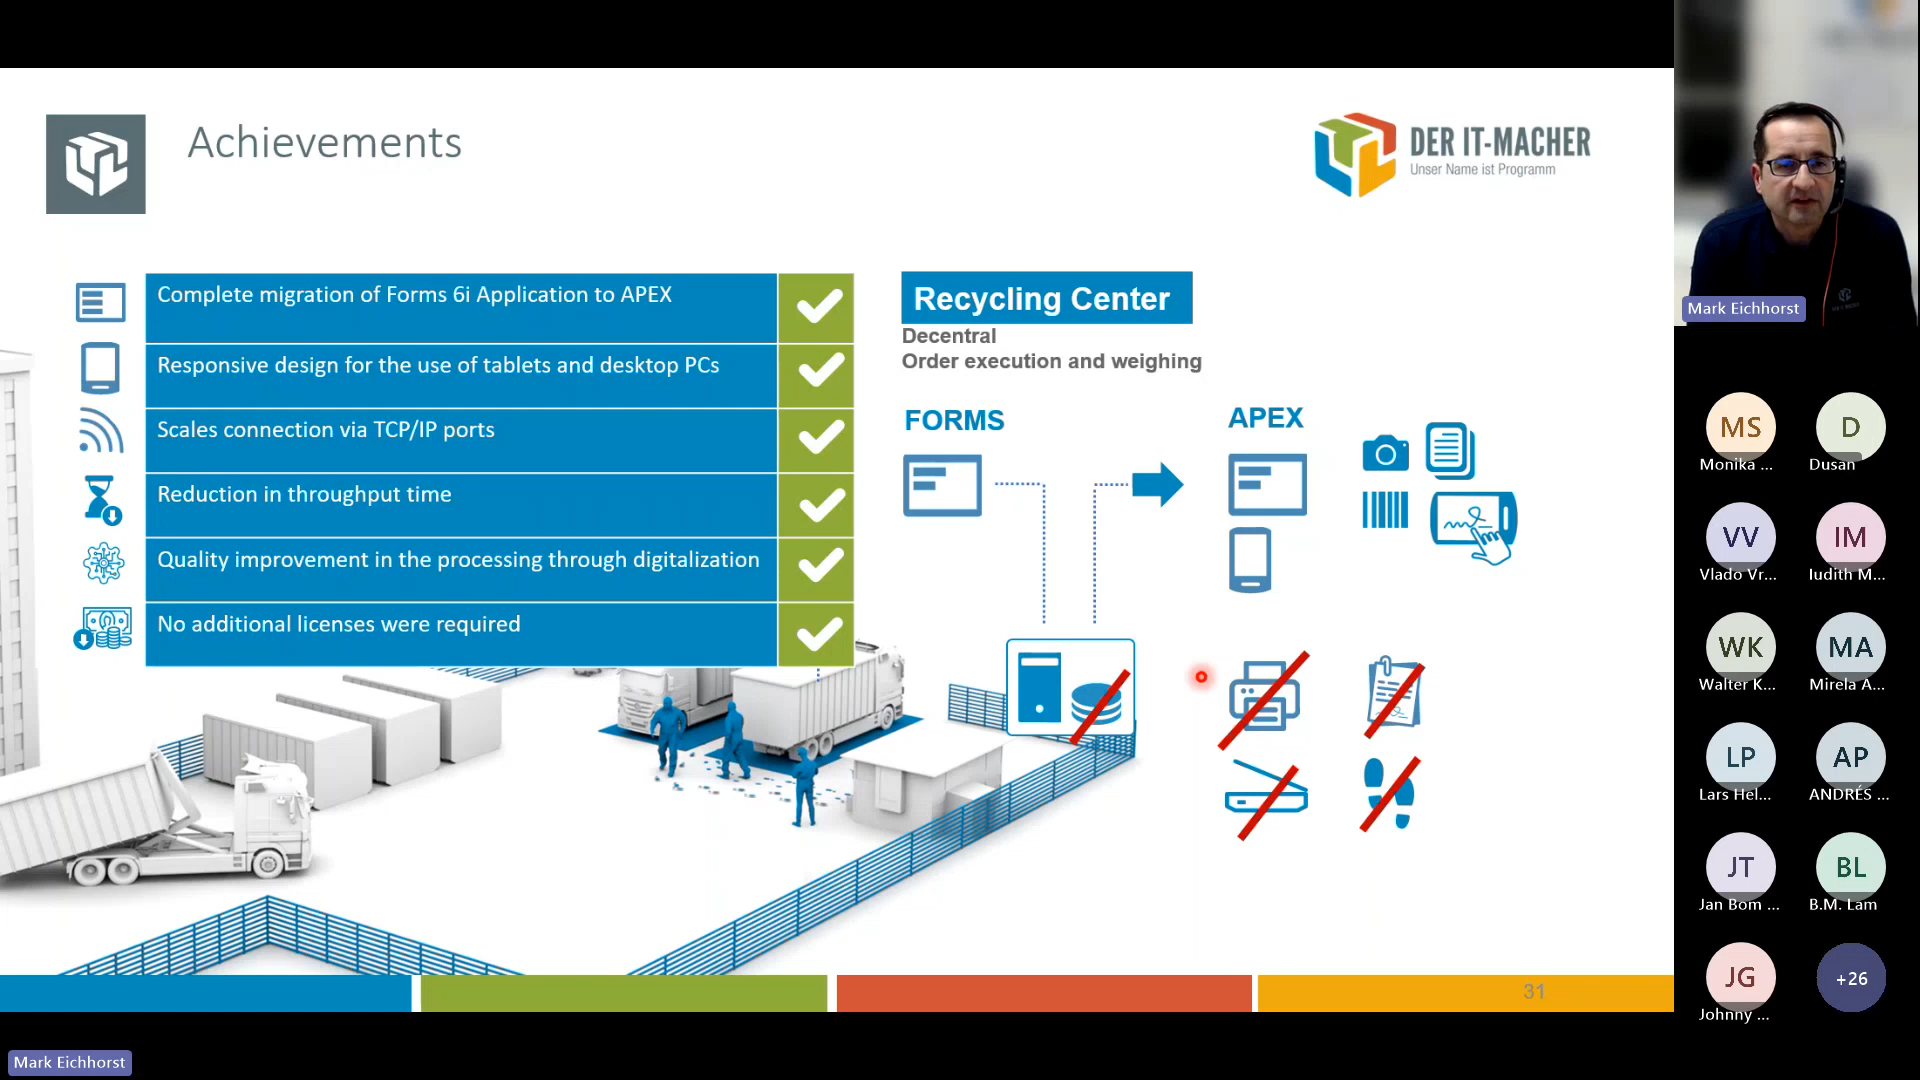 Achievements
DER IT-MACHER
Unser Name ist Programm
Complete migration of Forms 6i Application to APEX
Responsive design for the use of tablets and desktop PCs
Scales connection via TCP/IP ports
Reduction in throughput time
Quality improvement in the processing through digitalization
No additional licenses were required
Recycling Center
Decentral
Order execution and weighing
FORMS
APEX
31
Mark Eichhorst
Mark Eichhorst
MS
Monika ...
D
Dusan
VV
Vlado Vr...
IM
Iudith M...
WK
Walter K...
MA
Mirela A...
LP
Lars Hel...
AP
ANDRÉS ...
JT
Jan Bom ...
BL
B.M. Lam
JG
Johnny ...
+26